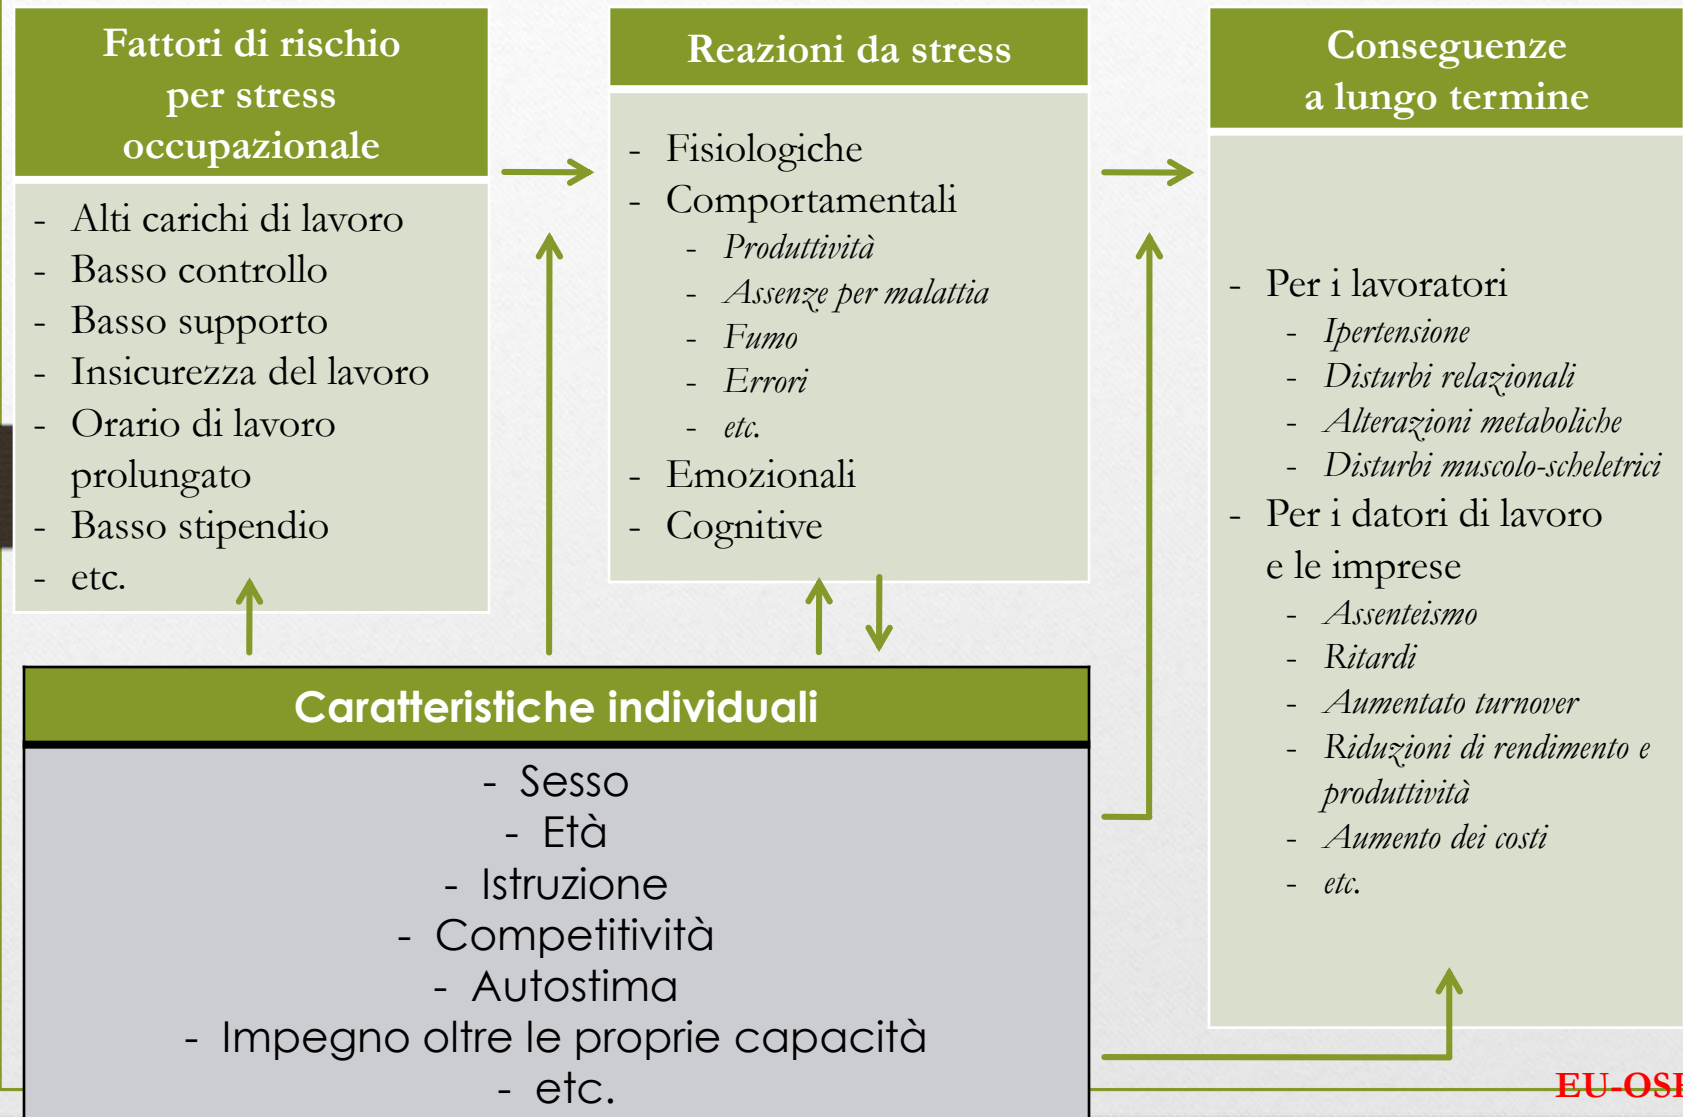 Fattori di rischio
per stress
occupazionale
- Alti carichi di lavoro
- Basso controllo
- Basso supporto
- Insicurezza del lavoro
- Orario di lavoro
prolungato
- Basso stipendio
- etc.
Reazioni da stress
- Fisiologiche
- Comportamentali
- Produttività
- Assenze per malattia
- Fumo
- Errori
- etc.
- Emozionali
- Cognitive
Conseguenze
a lungo termine
- Per i lavoratori
- Ipertensione
- Disturbi relazionali
- Alterazioni metaboliche
- Disturbi muscolo-scheletrici
- Per i datori di lavoro
e le imprese
- Assenteismo
- Ritardi
- Aumentato turnover
- Riduzioni di rendimento e
produttività
- Aumento dei costi
- etc.
Caratteristiche individuali
- Sesso
- Età
- Istruzione
- Competitività
- Autostima
- Impegno oltre le proprie capacità
- etc.